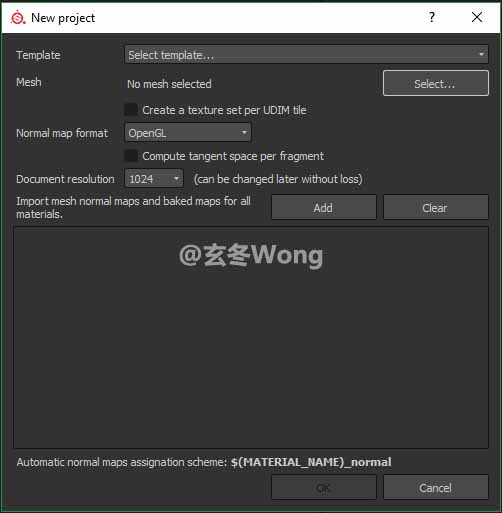 New project
Template
Select template...
Mesh
No mesh selected
Select...
Create a texture set per UDIM tile
Normal map format
OpenGL
Compute tangent space per fragment
Document resolution
1024
(can be changed later without loss)
Import mesh normal maps and baked maps for all
materials.
Add
Clear
@玄冬Wong
Automatic normal maps assignation scheme: $(MATERIAL_NAME)_normal
OK
Cancel